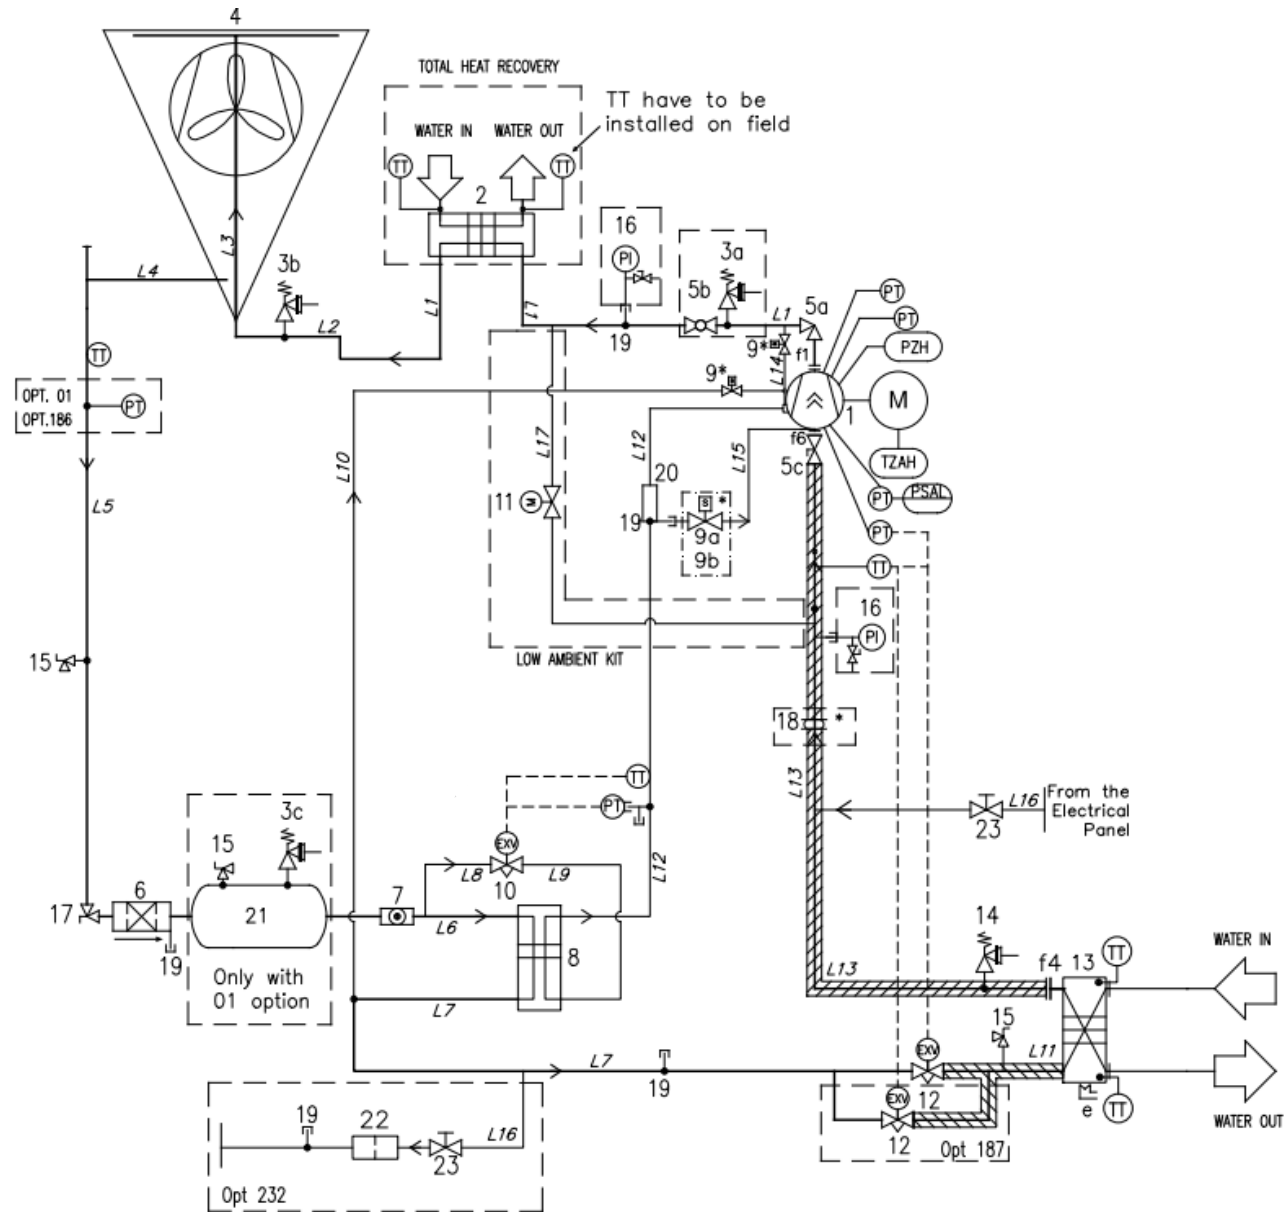 4
TOTAL HEAT RECOVERY
TT have to be
installed on field
WATER IN
WATER OUT
TT
TT
2
16
PI
3a
5b
L1
5a
PT
PT
PZH
L3
3b
L4
L2
L1
L1
19
9*
f1
L14
9*
1
M
TT
OPT. 01
OPT.186
PT
L5
L10
L17
L12
L15
f6
5c
TZAH
PT
PSAL
PT
20
11
M
19
S
*
9a
9b
TT
16
PI
LOW AMBIENT KIT
15
18
*
L13
TT
PT
L16
From the
Electrical
Panel
23
3c
15
EXV
L8
L9
10
L12
17
6
21
7
L6
8
19
Only with
01 option
L7
14
L13
f4
13
TT
WATER IN
15
L7
19
EXV
12
L11
e
TT
WATER OUT
EXV
12
Opt 187
19
22
23
L16
Opt 232